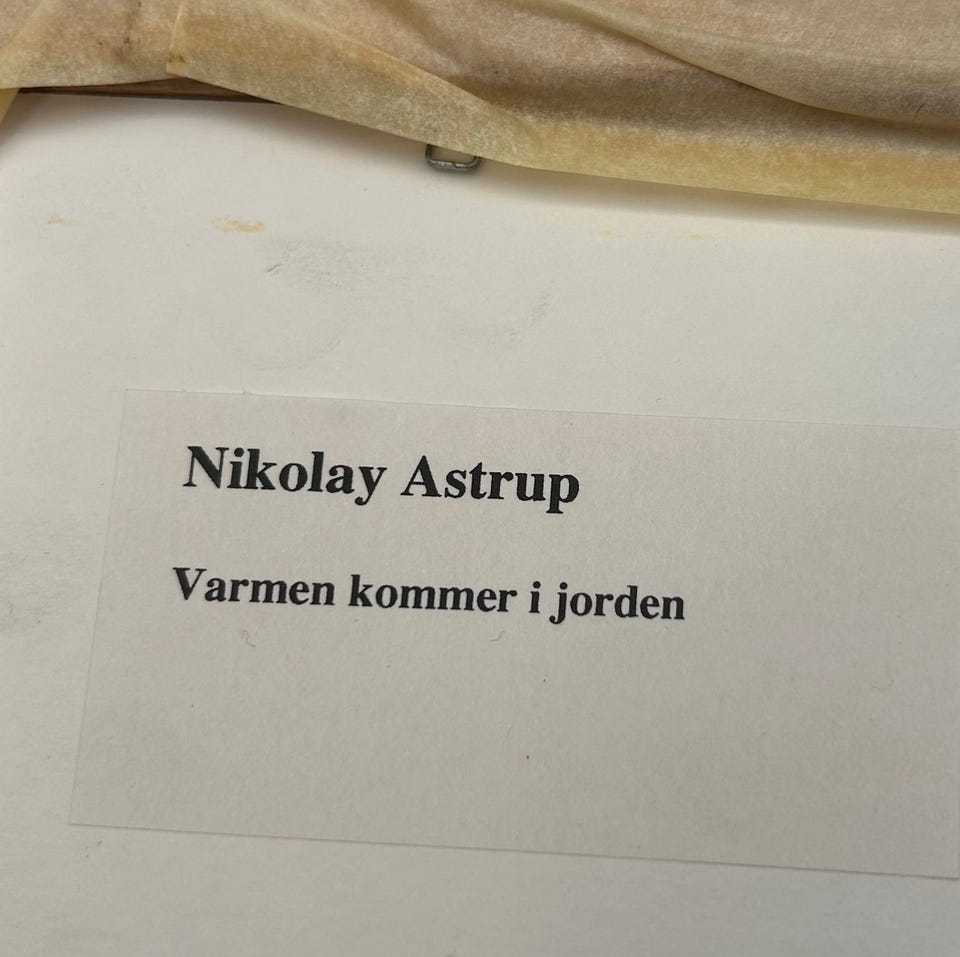 Nikolay Astrup
Varmen kommer i jorden